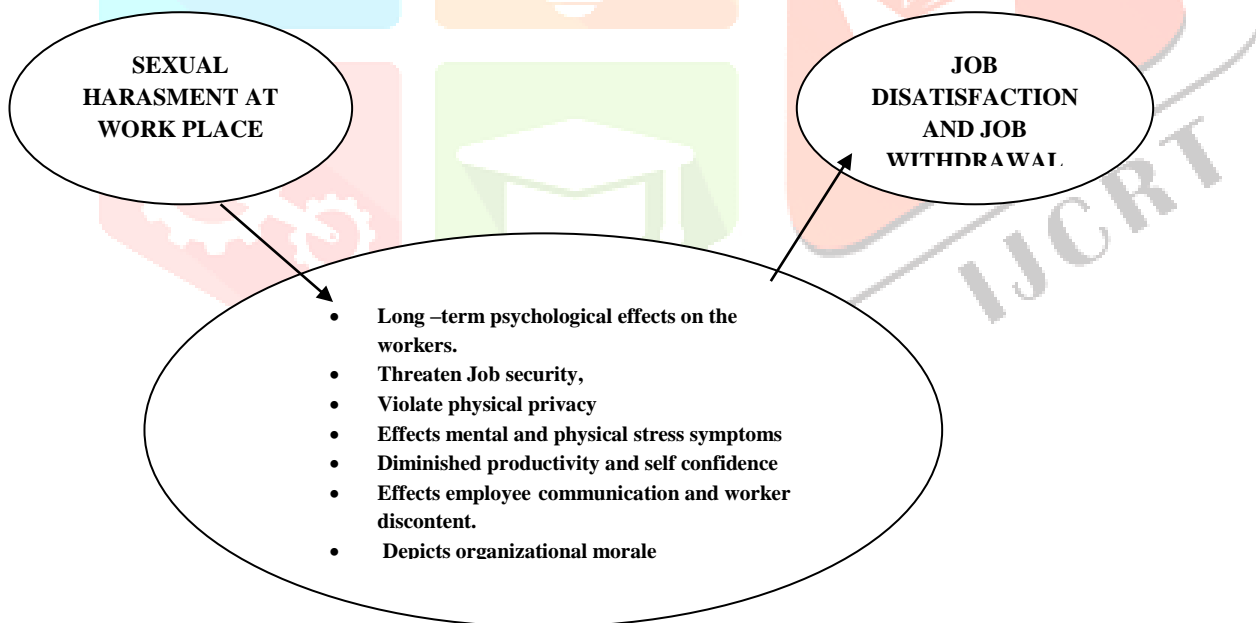 SEXUAL
HARASMENT AT
WORK PLACE
JOB
DISATISFACTION
AND JOB
WITHDRAWAL
IJCRT
• Long –term psychological effects on the
workers.
• Threaten Job security,
• Violate physical privacy
• Effects mental and physical stress symptoms
• Diminished productivity and self confidence
• Effects employee communication and worker
discontent.
• Depicts organizational morale